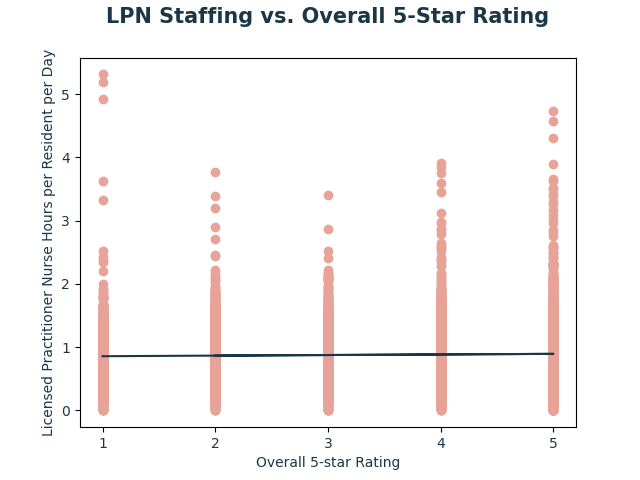 LPN Staffing vs. Overall 5-Star Rating
Licensed Practitioner Nurse Hours per Resident per Day
5
4
3
2
1
0
1 2 3 4 5
Overall 5-star Rating